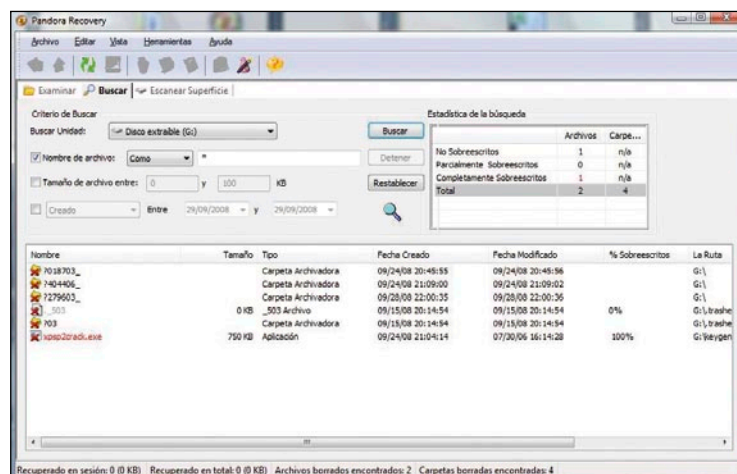 Pandora Recovery
Archivo Editar Vista Herramientas Ayuda
Examinar Buscar Escanear Superficie
Criterio de Buscar
Buscar Unidad: Disco extraible (G:) Buscar
Nombre de archivo: Como * Detener
Tamaño de archivo entre: 0 y 100 KB Restablecer
Creado Entre 29/09/2008 y 29/09/2008
Estadística de la búsqueda
Archivos Carpe...
No Sobreescritos 1 n/a
Parcialmente Sobreescritos 0 n/a
Completamente Sobreescritos 1 n/a
Total 2 4
Nombre Tamaño Tipo Fecha Creado Fecha Modificado % Sobreescritos La Ruta
?018703_ Carpeta Archivadora 09/24/08 20:45:55 09/24/08 20:45:56 G:\
?404406_ Carpeta Archivadora 09/24/08 21:09:00 09/24/08 21:09:02 G:\
?279603_ Carpeta Archivadora 09/28/08 22:00:35 09/28/08 22:00:36 G:\
._503 0 KB _503 Archivo 09/15/08 20:14:54 09/15/08 20:14:54 0% G:\.trashe
?03 Carpeta Archivadora 09/15/08 20:14:54 09/15/08 20:14:54 G:\.trashe
xpsp2crack.exe 750 KB Aplicación 09/24/08 21:04:14 07/30/06 16:14:28 100% G:\keygen
Recuperado en sesión: 0 (0 KB) Recuperado en total: 0 (0 KB) Archivos borrados encontrados: 2 Carpetas borradas encontradas: 4